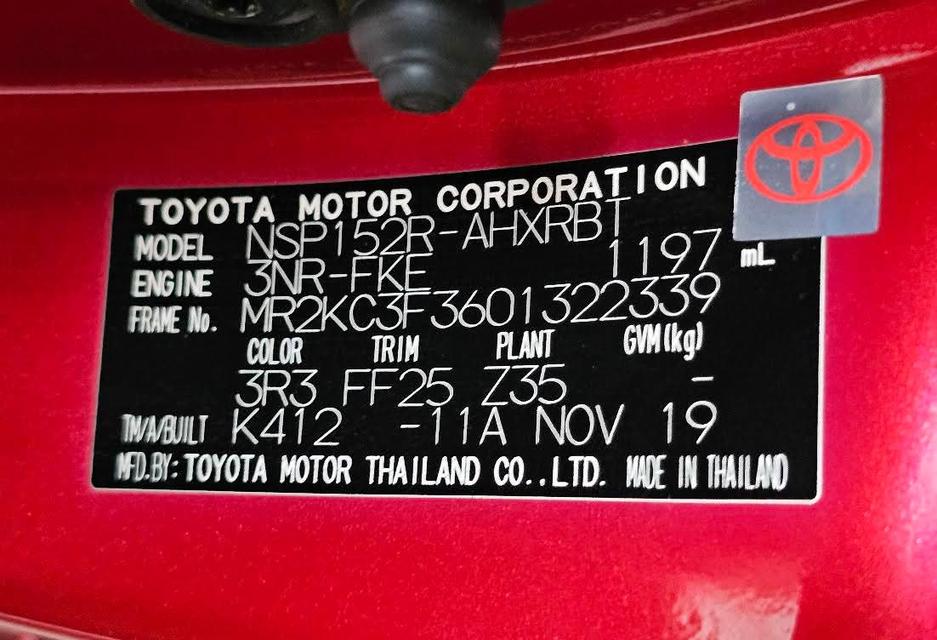 TOYOTA MOTOR CORPORATION
MODEL NSP152R-AHXRBT
ENGINE 3NR-FKE 1197 mL
FRAME No. MR2KC3F3601322339
COLOR TRIM PLANT GVM(kg)
3R3 FF25 Z35 -
TM/A/BUILT K412 -11A NOV 19
MFD.BY: TOYOTA MOTOR THAILAND CO.,LTD. MADE IN THAILAND